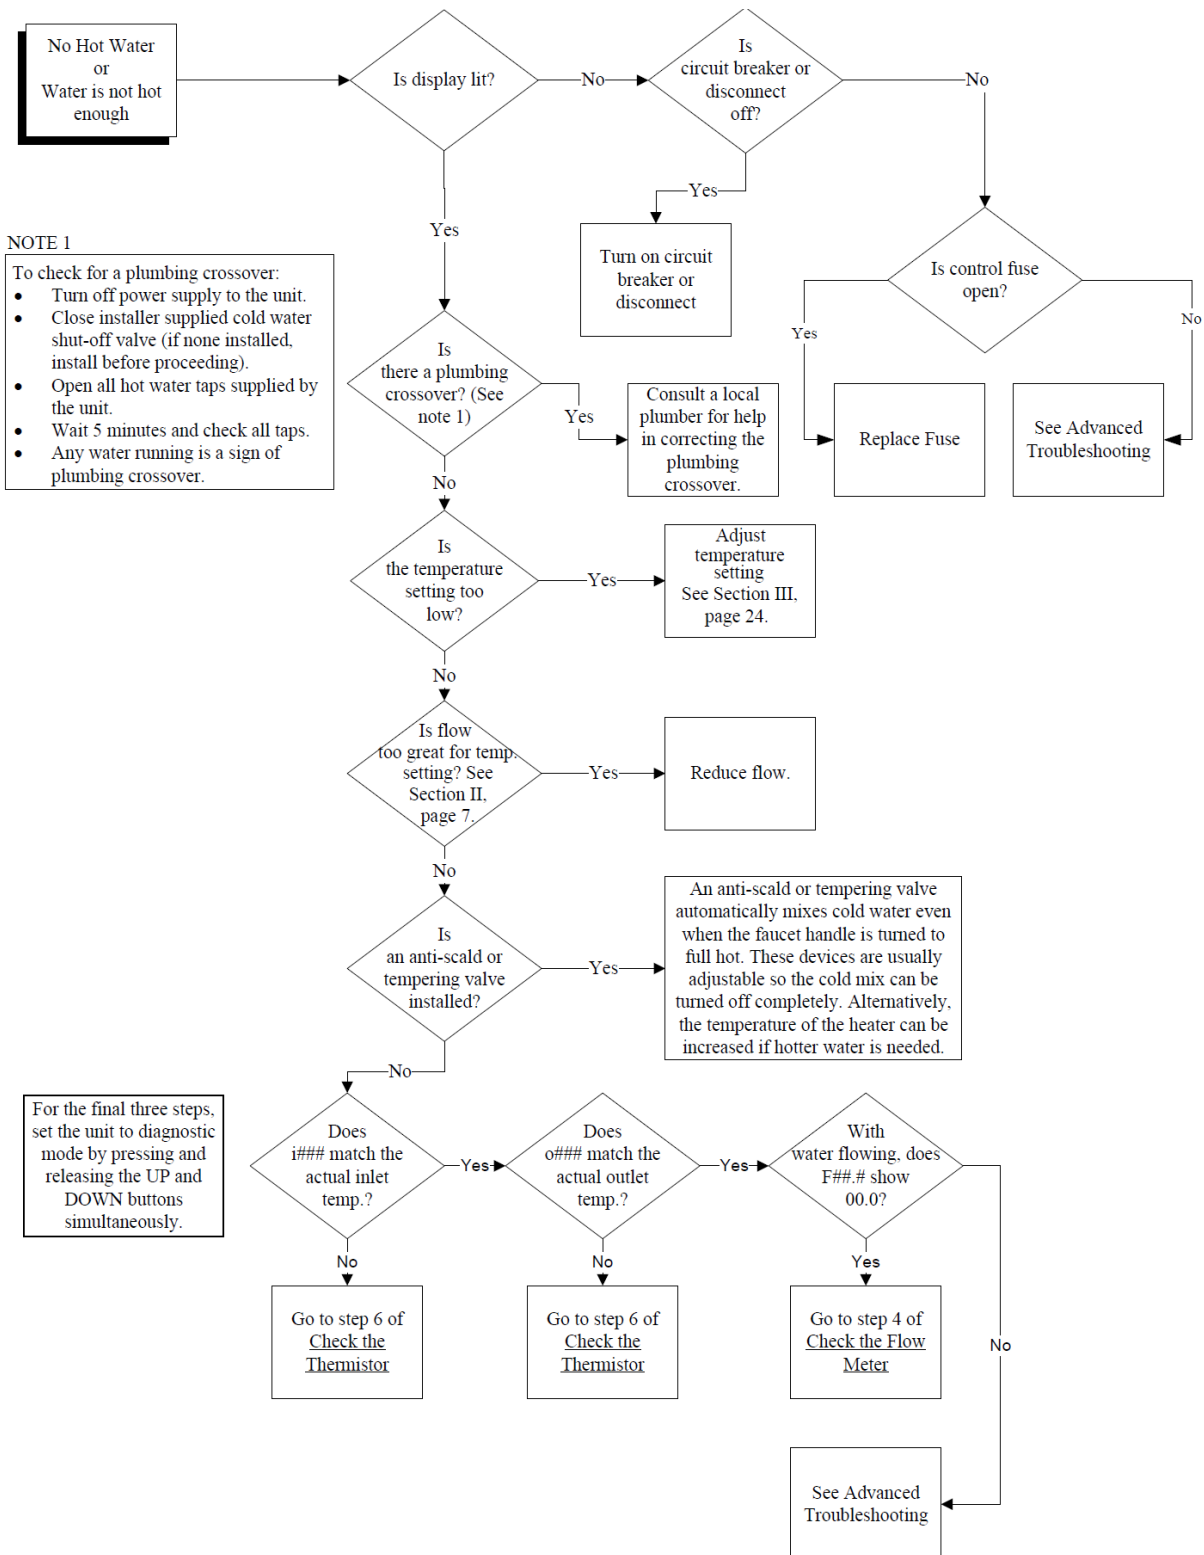 No Hot Water
or
Water is not hot
enough
Is display lit?
No
Is
circuit breaker or
disconnect
off?
No
Yes
Yes
Turn on circuit
breaker or
disconnect
Is control fuse
open?
Yes
No
Replace Fuse
See Advanced
Troubleshooting
NOTE 1
To check for a plumbing crossover:
• Turn off power supply to the unit.
• Close installer supplied cold water
shut-off valve (if none installed,
install before proceeding).
• Open all hot water taps supplied by
the unit.
• Wait 5 minutes and check all taps.
• Any water running is a sign of
plumbing crossover.
Is
there a plumbing
crossover? (See
note 1)
Yes
Consult a local
plumber for help
in correcting the
plumbing
crossover.
No
Is
the temperature
setting too
low?
Yes
Adjust
temperature
setting
See Section III,
page 24.
No
Is flow
too great for temp.
setting? See
Section II,
page 7.
Yes
Reduce flow.
No
Is
an anti-scald or
tempering valve
installed?
Yes
An anti-scald or tempering valve
automatically mixes cold water even
when the faucet handle is turned to
full hot. These devices are usually
adjustable so the cold mix can be
turned off completely. Alternatively,
the temperature of the heater can be
increased if hotter water is needed.
No
For the final three steps,
set the unit to diagnostic
mode by pressing and
releasing the UP and
DOWN buttons
simultaneously.
Does
i### match the
actual inlet
temp.?
Yes
Does
o### match the
actual outlet
temp.?
Yes
With
water flowing, does
F##.# show
00.0?
No
No
Yes
No
Go to step 6 of
Check the
Thermistor
Go to step 6 of
Check the
Thermistor
Go to step 4 of
Check the Flow
Meter
See Advanced
Troubleshooting